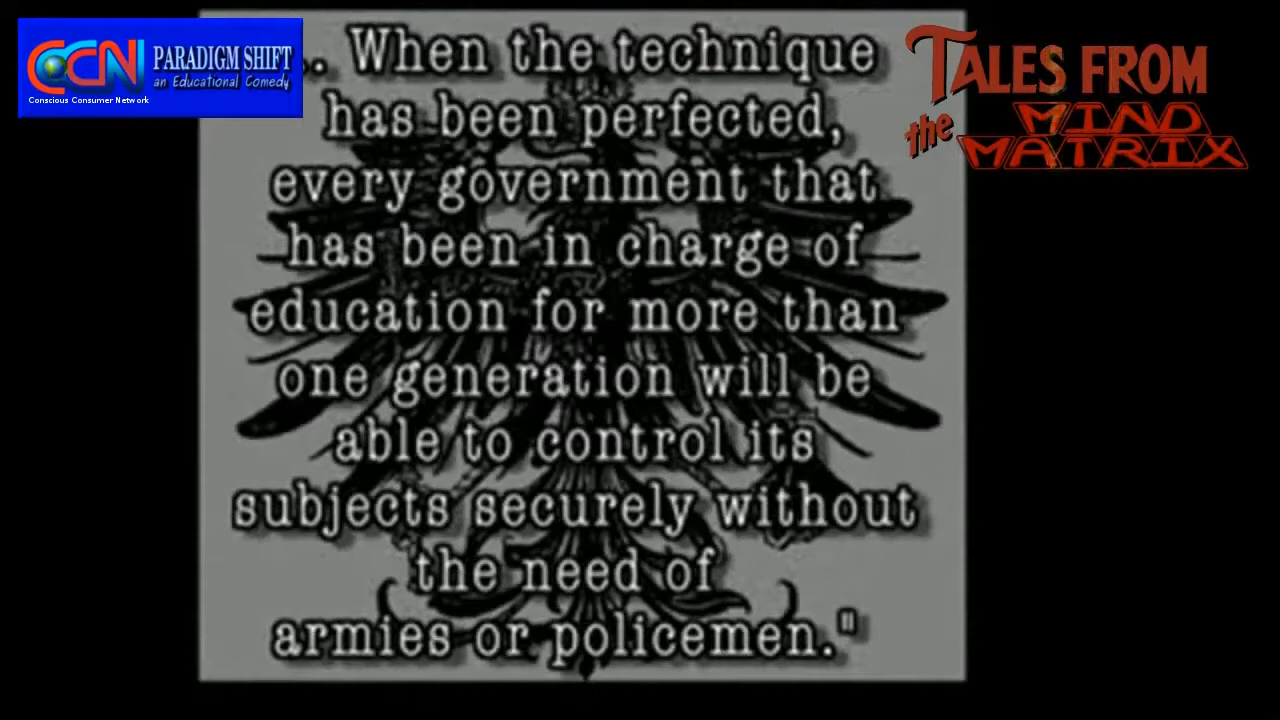 CCN PARADIGM SHIFT
an Educational Comedy
Conscious Consumer Network
TALES FROM
the MIND
MATRIX
.. When the technique
has been perfected,
every government that
has been in charge of
education for more than
one generation will be
able to control its
subjects securely without
the need of
armies or policemen."